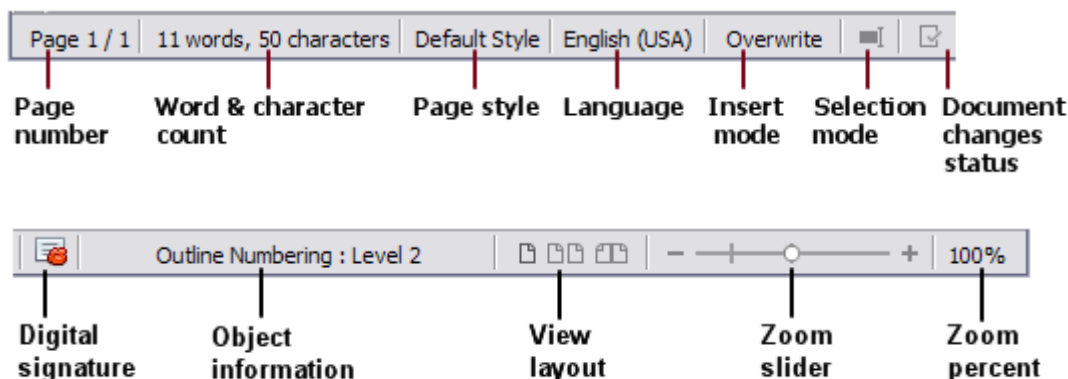 Page 1 / 1 11 words, 50 characters Default Style English (USA) Overwrite
Page number Word & character count Page style Language Insert mode Selection mode Document changes status
Outline Numbering : Level 2 100%
Digital signature Object information View layout Zoom slider Zoom percent